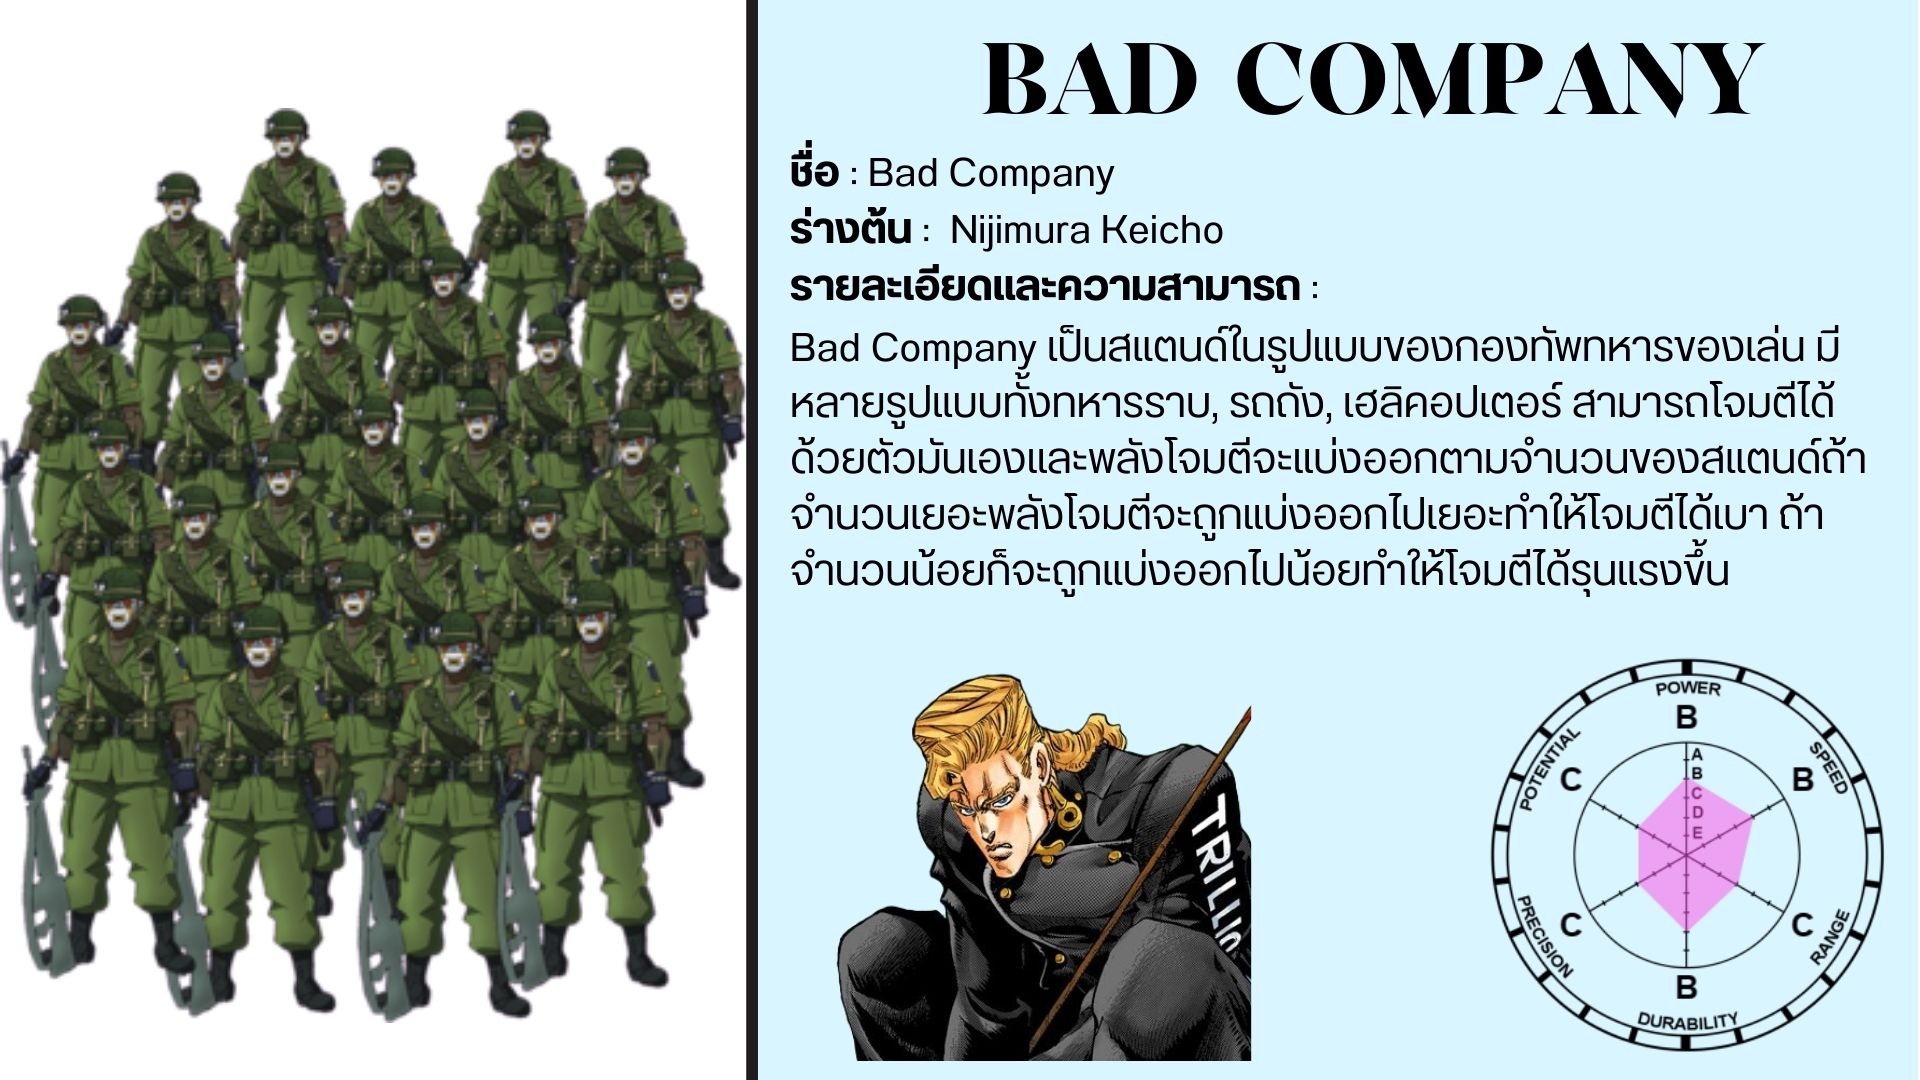 BAD COMPANY
ชื่อ : Bad Company
ร่างต้น : Nijimura Keicho
รายละเอียดและความสามารถ :
Bad Company เป็นสแตนด์ในรูปแบบของกองทัพทหารของเล่น มี
หลายรูปแบบทั้งทหารราบ, รถถัง, เฮลิคอปเตอร์ สามารถโจมตีได้
ด้วยตัวมันเองและพลังโจมตีจะแบ่งออกตามจำนวนของสแตนด์ถ้า
จำนวนเยอะพลังโจมตีจะถูกแบ่งออกไปเยอะทำให้โจมตีได้เบา ถ้า
จำนวนน้อยก็จะถูกแบ่งออกไปน้อยทำให้โจมตีได้รุนแรงขึ้น
TRILLIO
POWER
B
SPEED
B
RANGE
C
DURABILITY
B
PRECISION
C
POTENTIAL
C
A
B
C
D
E